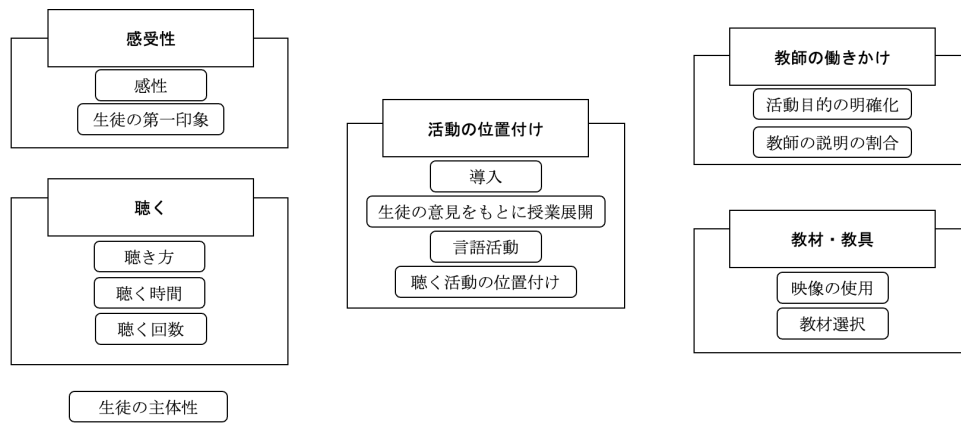 感受性
感性
生徒の第一印象
聴く
聴き方
聴く時間
聴く回数
生徒の主体性
活動の位置付け
導入
生徒の意見をもとに授業展開
言語活動
聴く活動の位置付け
教師の働きかけ
活動目的の明確化
教師の説明の割合
教材・教具
映像の使用
教材選択